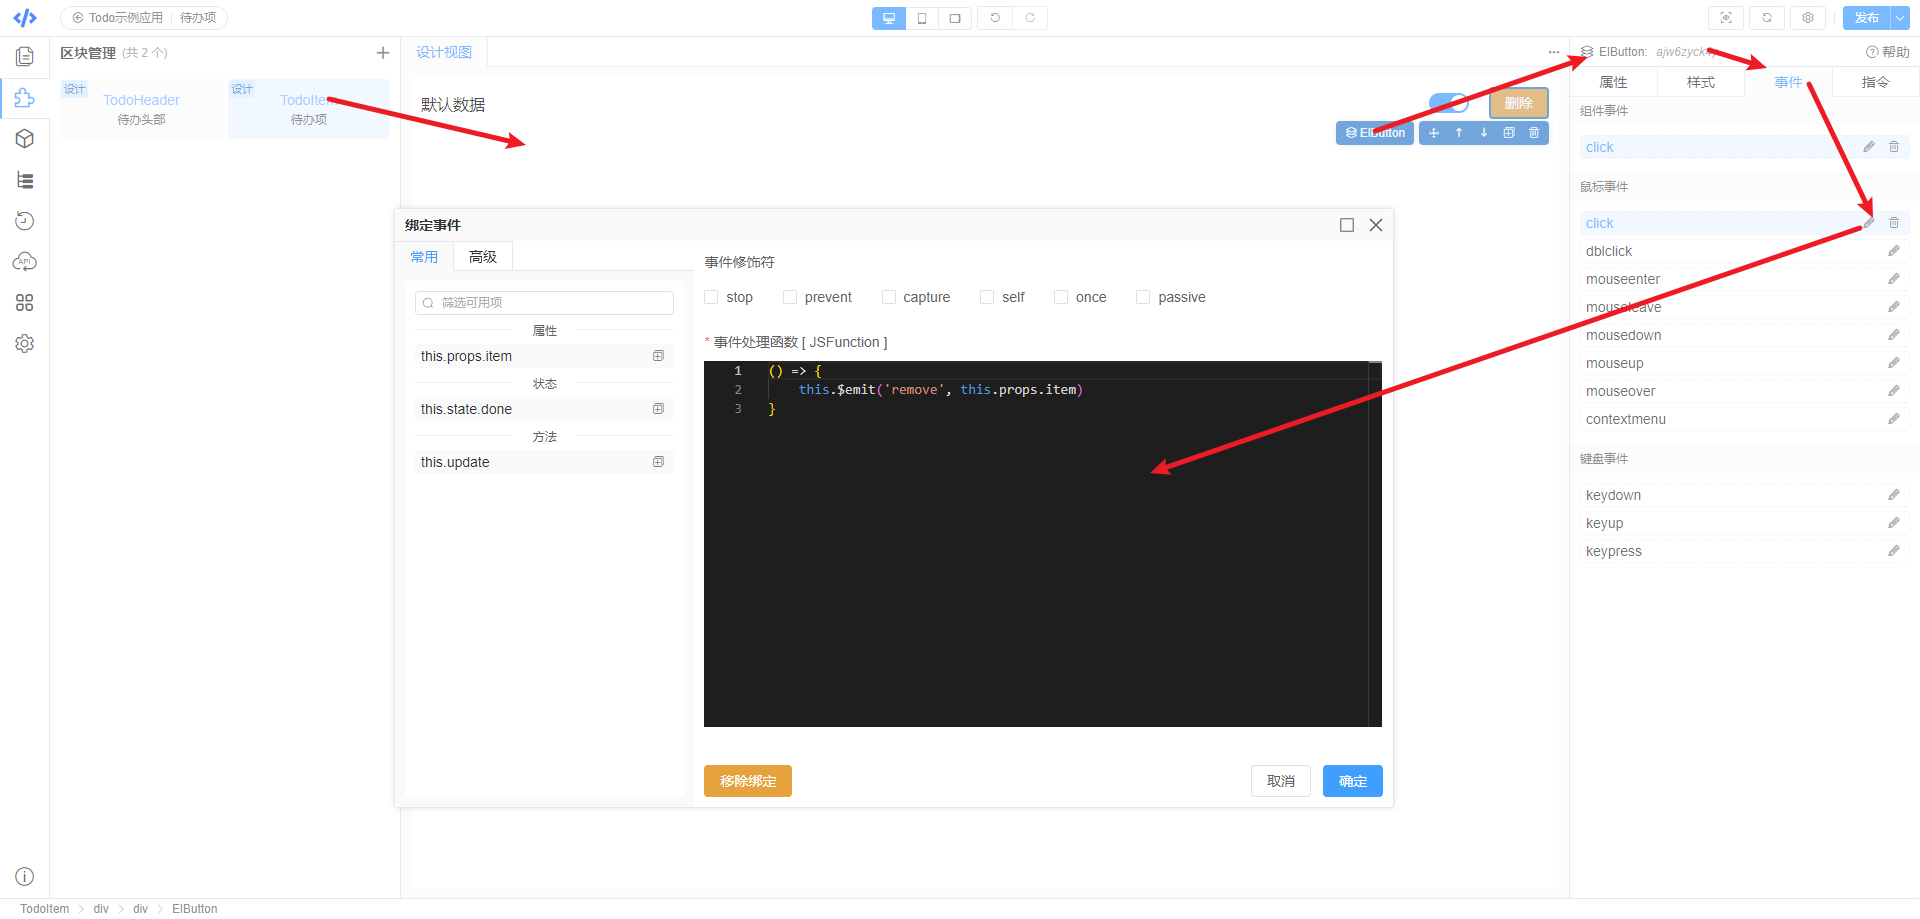 Todo示例应用 待办项
发布
区块管理 (共 2 个)
设计视图
ElButton:
帮助
设计
TodoHeader
待办头部
设计
待办项
默认数据
删除
ElButton
属性
样式
事件
指令
组件事件
click
鼠标事件
click
dblclick
mouseenter
mouseleave
mousedown
mouseup
mouseover
contextmenu
键盘事件
keydown
keyup
keypress
绑定事件
常用
高级
筛选可用项
属性
this.props.item
状态
this.state.done
方法
this.update
事件修饰符
stop
prevent
capture
self
once
passive
* 事件处理函数 [ JSFunction ]
1 () => {
2 this.$emit('remove', this.props.item)
3 }
移除绑定
取消
确定
API
TodoItem > div > div > ElButton